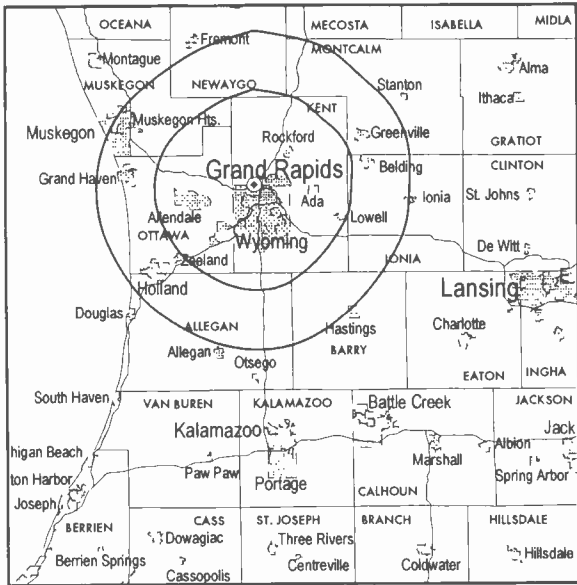 OCEANA MECOSTA ISABELLA MIDLA
Fremont
MONTCALM
Montague
Alma
MUSKEGON NEWAYGO
Stanton
Ithaca
KENT
Muskegon Muskegon Hts.
Rockford
Greenville
GRATIOT
Grand Rapids
Belding
CLINTON
Grand Haven
Allendale
Ada
Ionia
St. Johns
Lowell
OTTAWA
Wyoming
De Witt
Zeeland
IONIA
Holland
Lansing E
Douglas
ALLEGAN
Hastings
Charlotte
Allegan
BARRY
Otsego
EATON INGHA
South Haven
VAN BUREN KALAMAZOO
Battle Creek
JACKSON
Kalamazoo
Jack
higan Beach
Marshall
Albion
Paw Paw
Spring Arbor
ton Harbor
Portage
Joseph
CALHOUN
BERRIEN
CASS ST. JOSEPH BRANCH HILLSDALE
Dowagiac
Three Rivers
Berrien Springs
Cassopolis
Centreville
Coldwater
Hillsdale